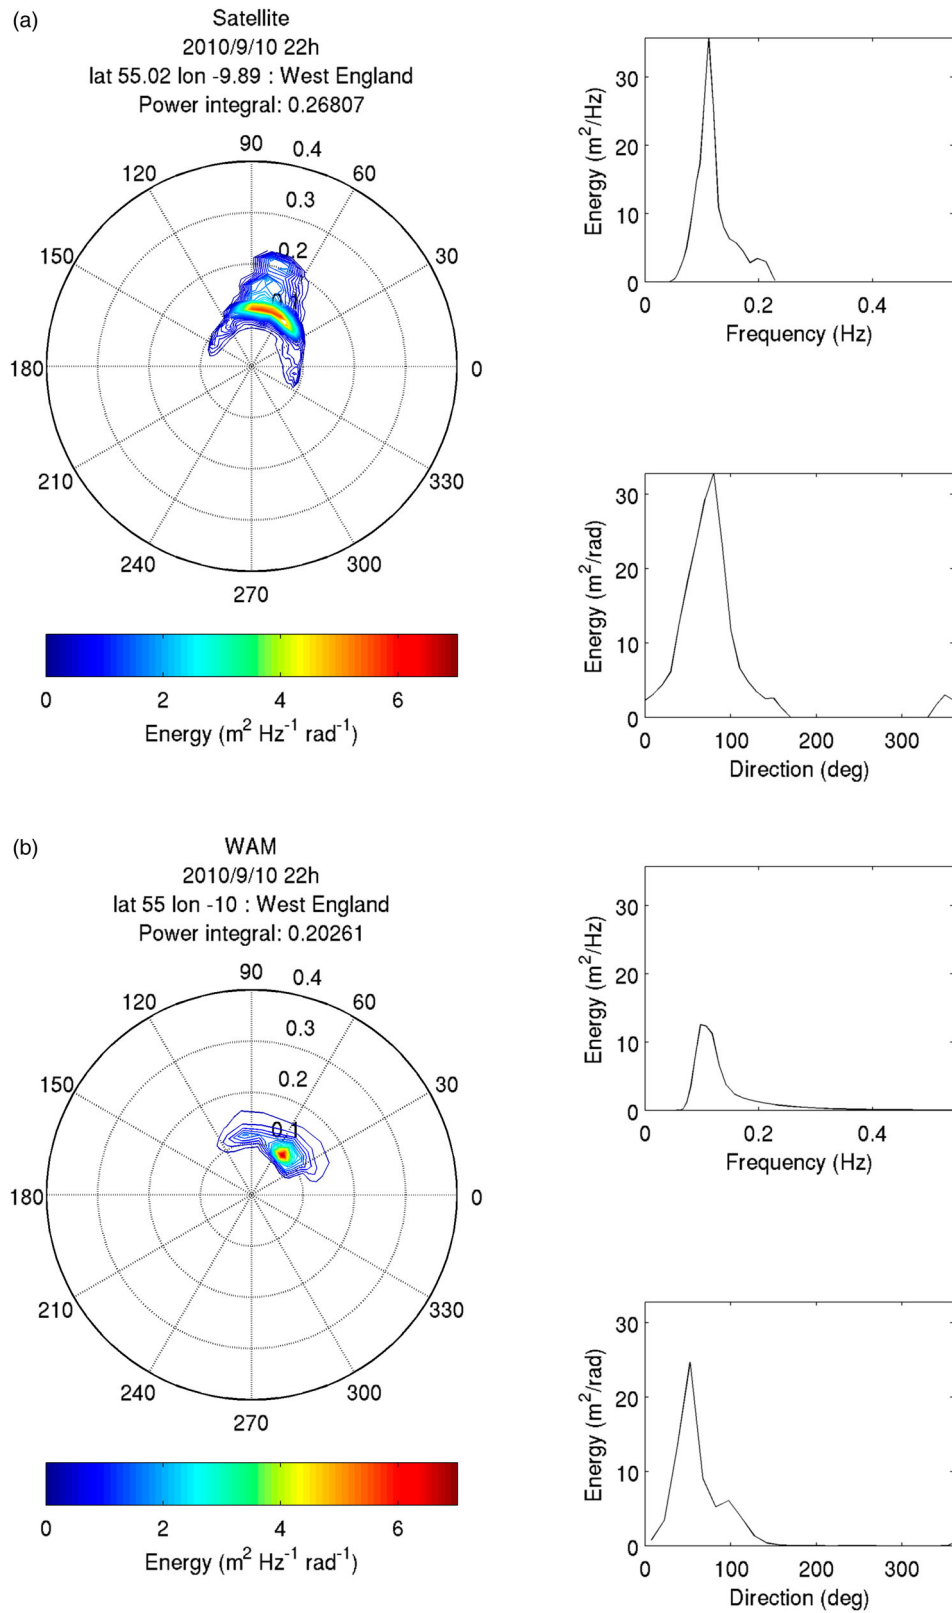 (a)
Satellite
2010/9/10 22h
lat 55.02 lon -9.89 : West England
Power integral: 0.26807
90
0.4
120
60
0.3
150
0.2
30
0.1
180
0
210
330
240
300
270
0 2 4 6
Energy (m² Hz⁻¹ rad⁻¹)
30
20
10
0
Energy (m²/Hz)
0 0.2 0.4
Frequency (Hz)
30
20
10
0
Energy (m²/rad)
0 100 200 300
Direction (deg)
(b)
WAM
2010/9/10 22h
lat 55 lon -10 : West England
Power integral: 0.20261
90
0.4
120
60
0.3
150
0.2
30
0.1
180
0
210
330
240
300
270
0 2 4 6
Energy (m² Hz⁻¹ rad⁻¹)
30
20
10
0
Energy (m²/Hz)
0 0.2 0.4
Frequency (Hz)
30
20
10
0
Energy (m²/rad)
0 100 200 300
Direction (deg)